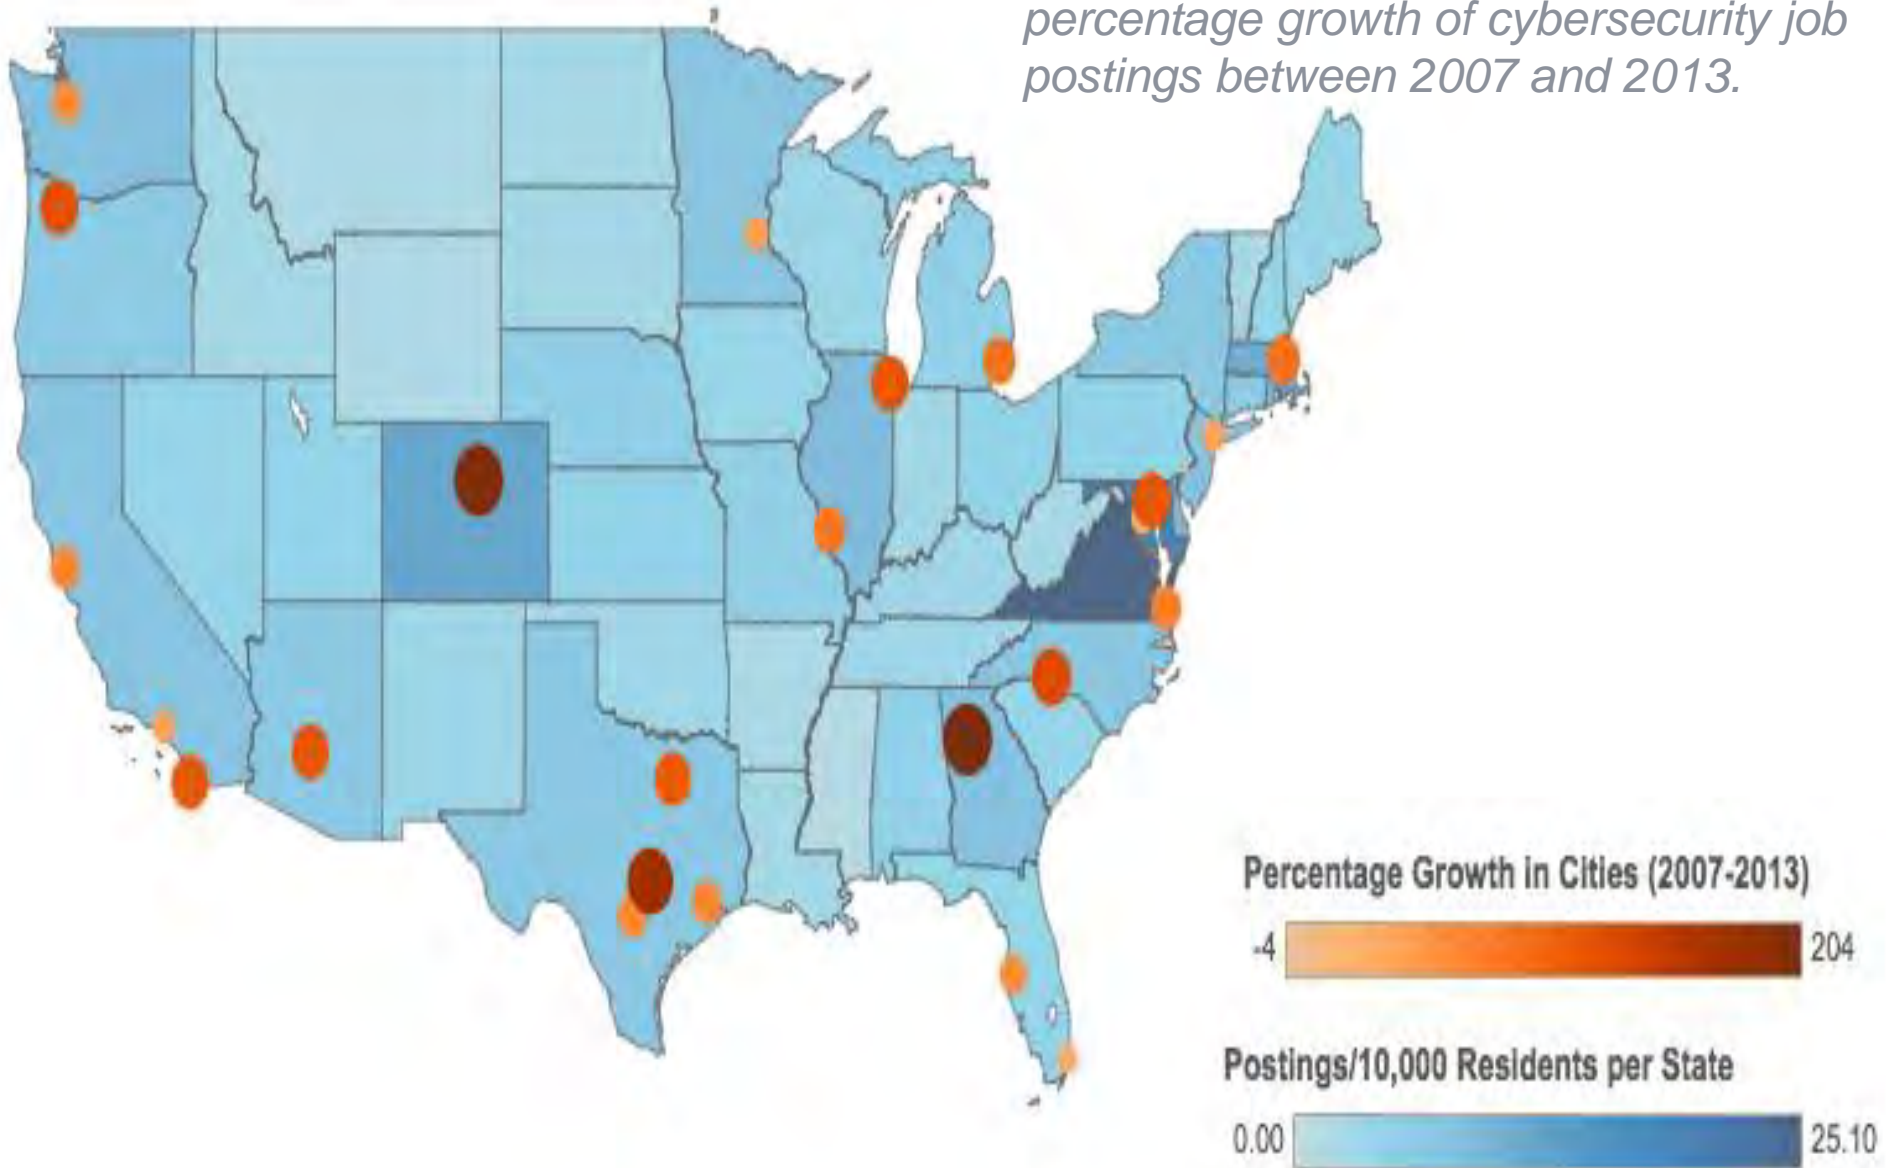 percentage growth of cybersecurity job
postings between 2007 and 2013.
Percentage Growth in Cities (2007-2013)
-4 204
Postings/10,000 Residents per State
0.00 25.10